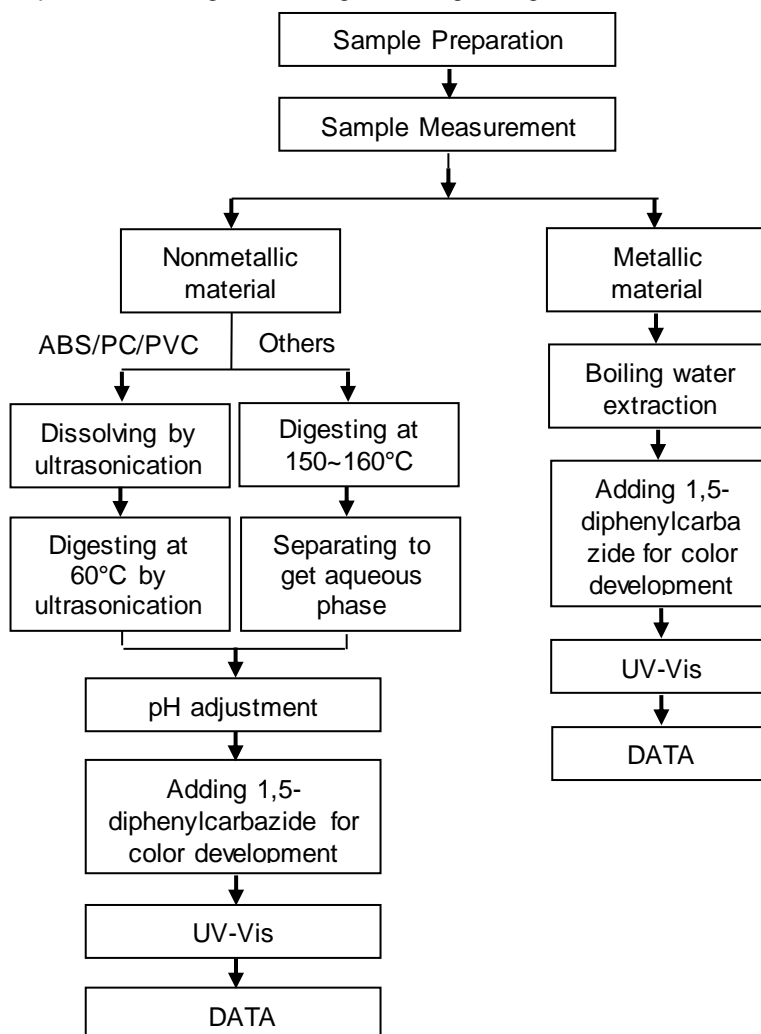 Sample Preparation
Sample Measurement
Nonmetallic
material
Metallic
material
ABS/PC/PVC
Others
Boiling water
extraction
Dissolving by
ultrasonication
Digesting at
150~160°C
Adding 1,5-
diphenylcarba
zide for color
development
Digesting at
60°C by
ultrasonication
Separating to
get aqueous
phase
UV-Vis
pH adjustment
DATA
Adding 1,5-
diphenylcarbazide for
color development
UV-Vis
DATA